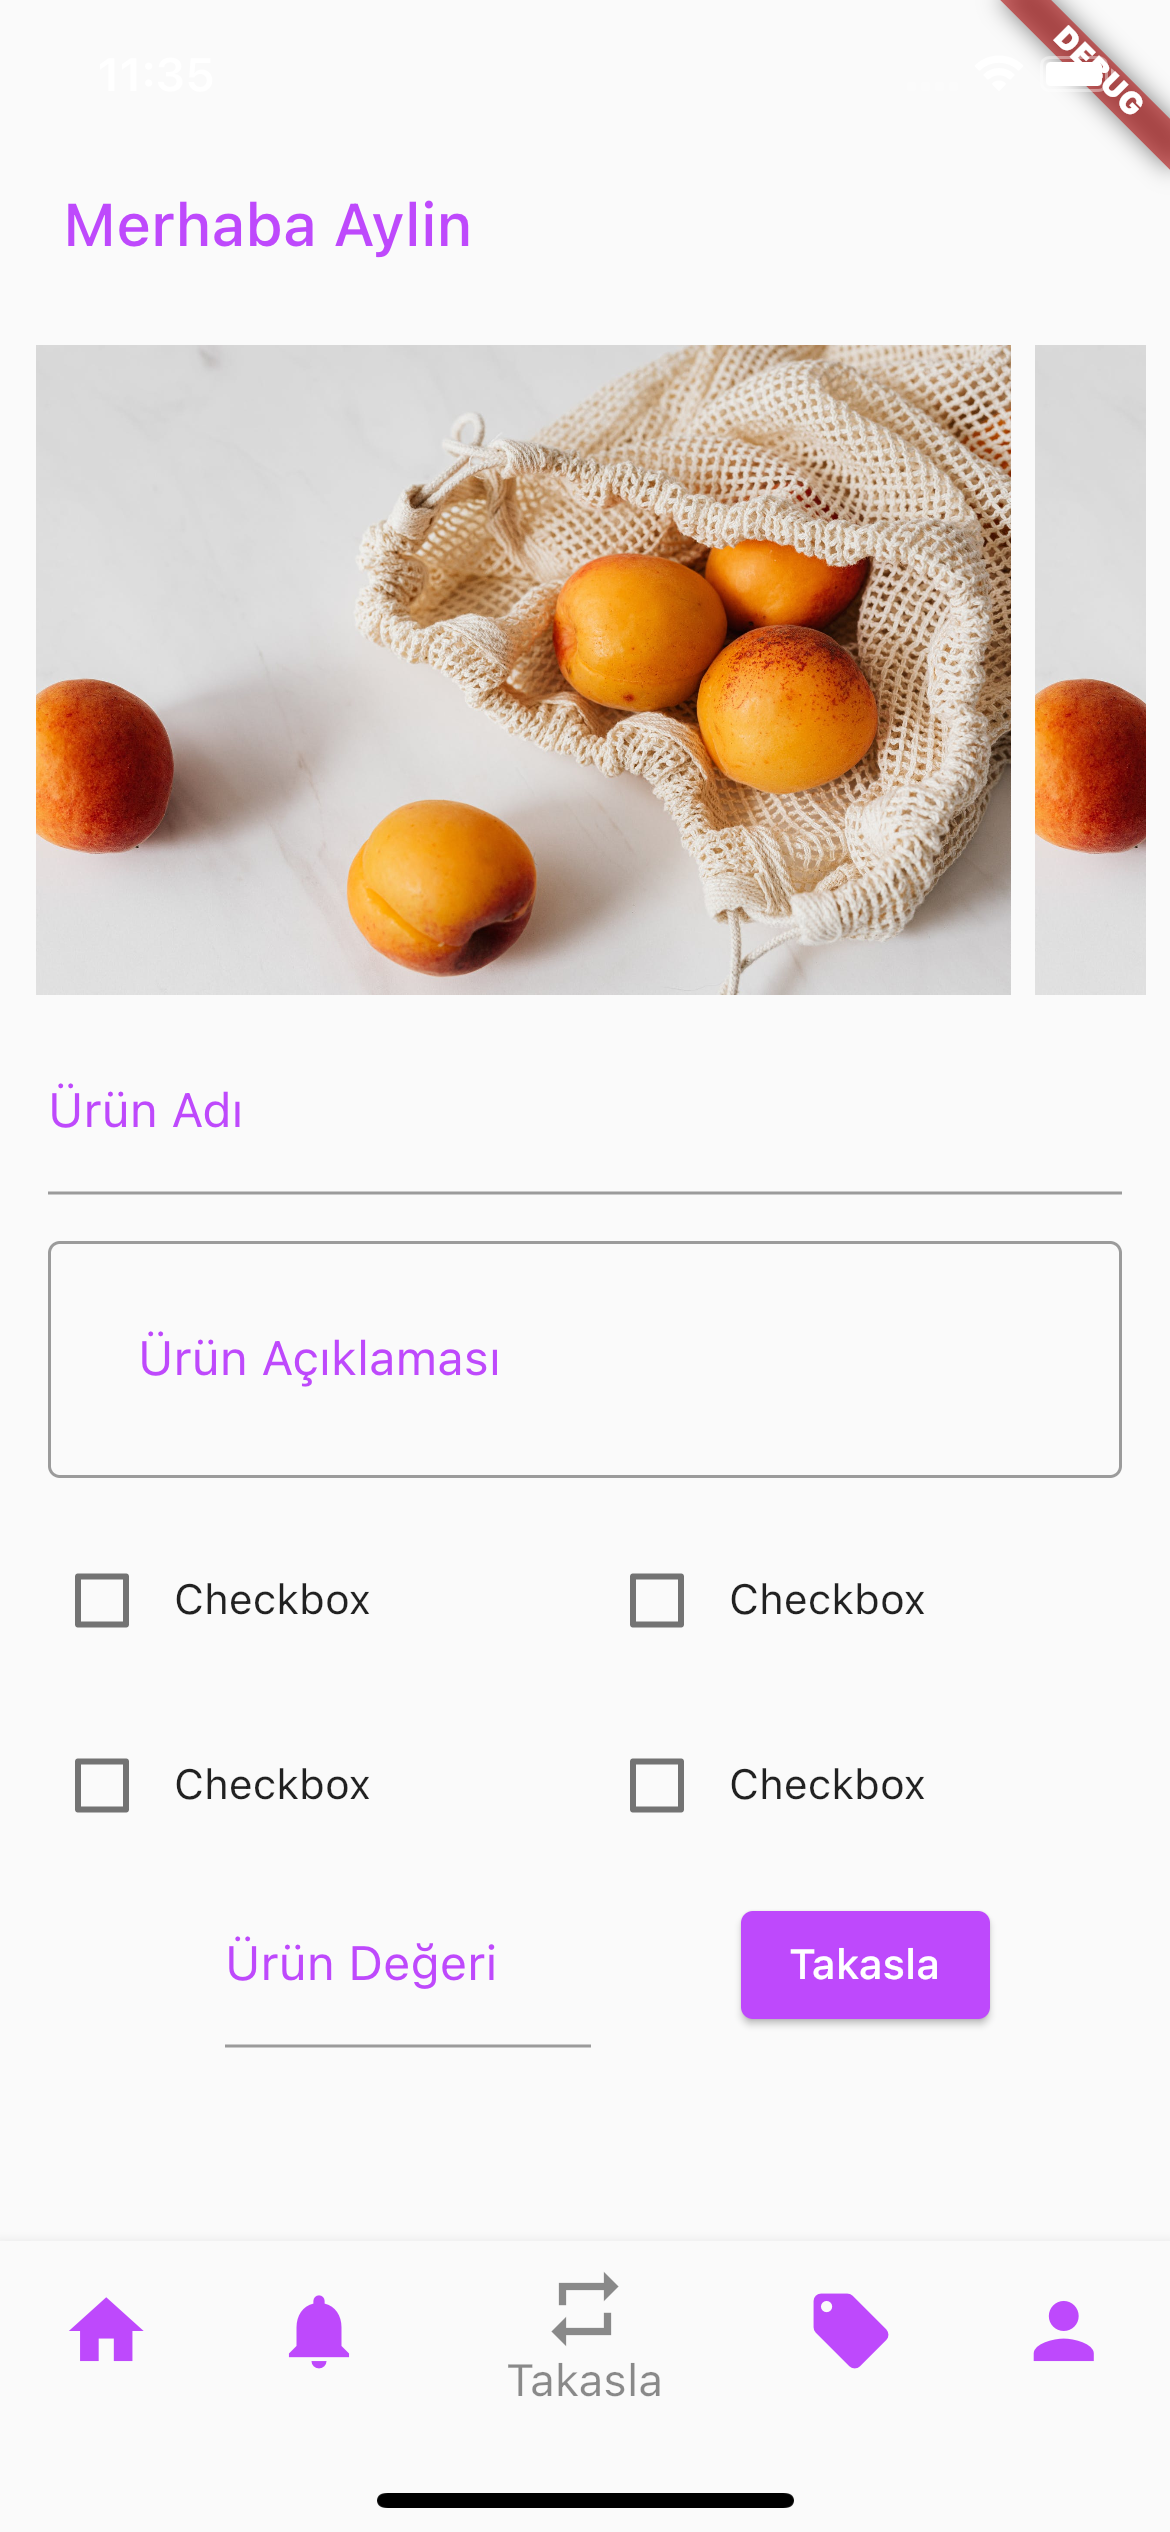 11:35
DEBUG
Merhaba Aylin
Ürün Adı
Ürün Açıklaması
Checkbox
Checkbox
Checkbox
Checkbox
Ürün Değeri
Takasla
Takasla